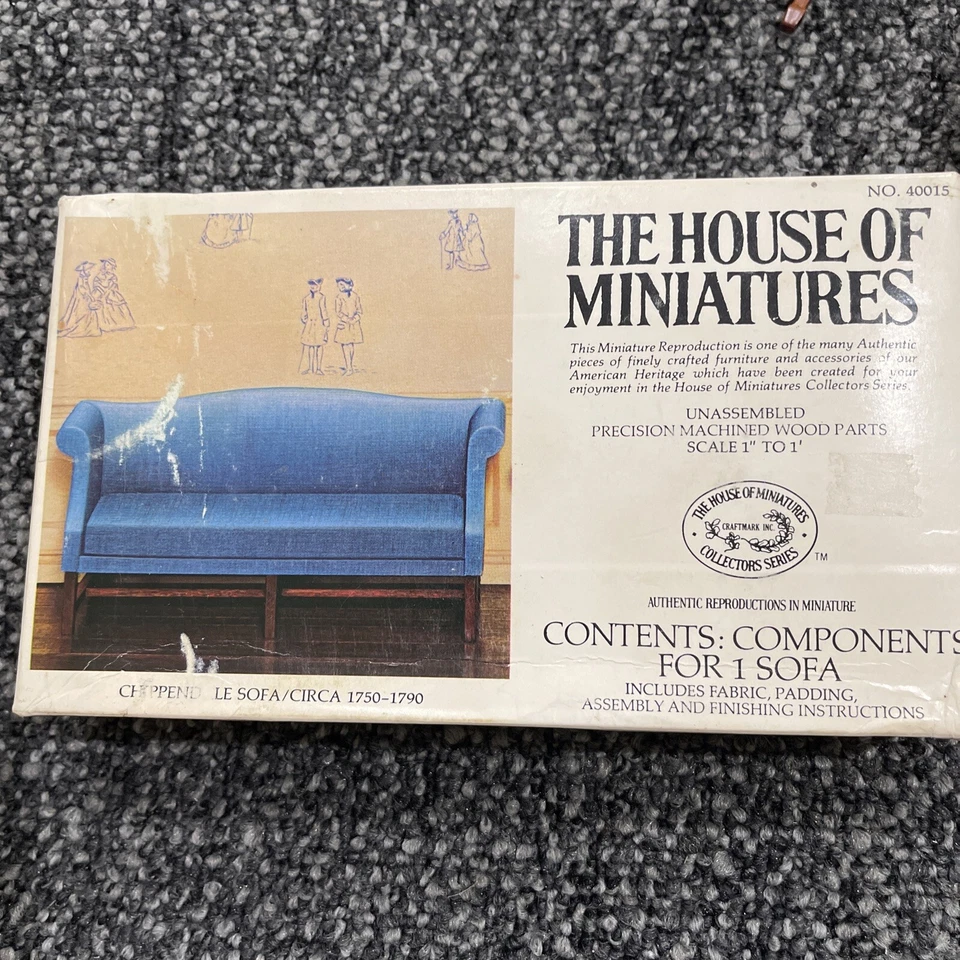 NO. 40015
THE HOUSE OF
MINIATURES
This Miniature Reproduction is one of the many Authentic
pieces of finely crafted furniture and accessories of our
American Heritage which have been created for your
enjoyment in the House of Miniatures Collectors Series.
UNASSEMBLED
PRECISION MACHINED WOOD PARTS
SCALE 1" TO 1'
THE HOUSE OF MINIATURES
CRAFTMARK INC.
COLLECTORS SERIES
TM
AUTHENTIC REPRODUCTIONS IN MINIATURE
CONTENTS: COMPONENTS
FOR 1 SOFA
INCLUDES FABRIC, PADDING,
ASSEMBLY AND FINISHING INSTRUCTIONS
CHIPPEND LE SOFA/CIRCA 1750–1790